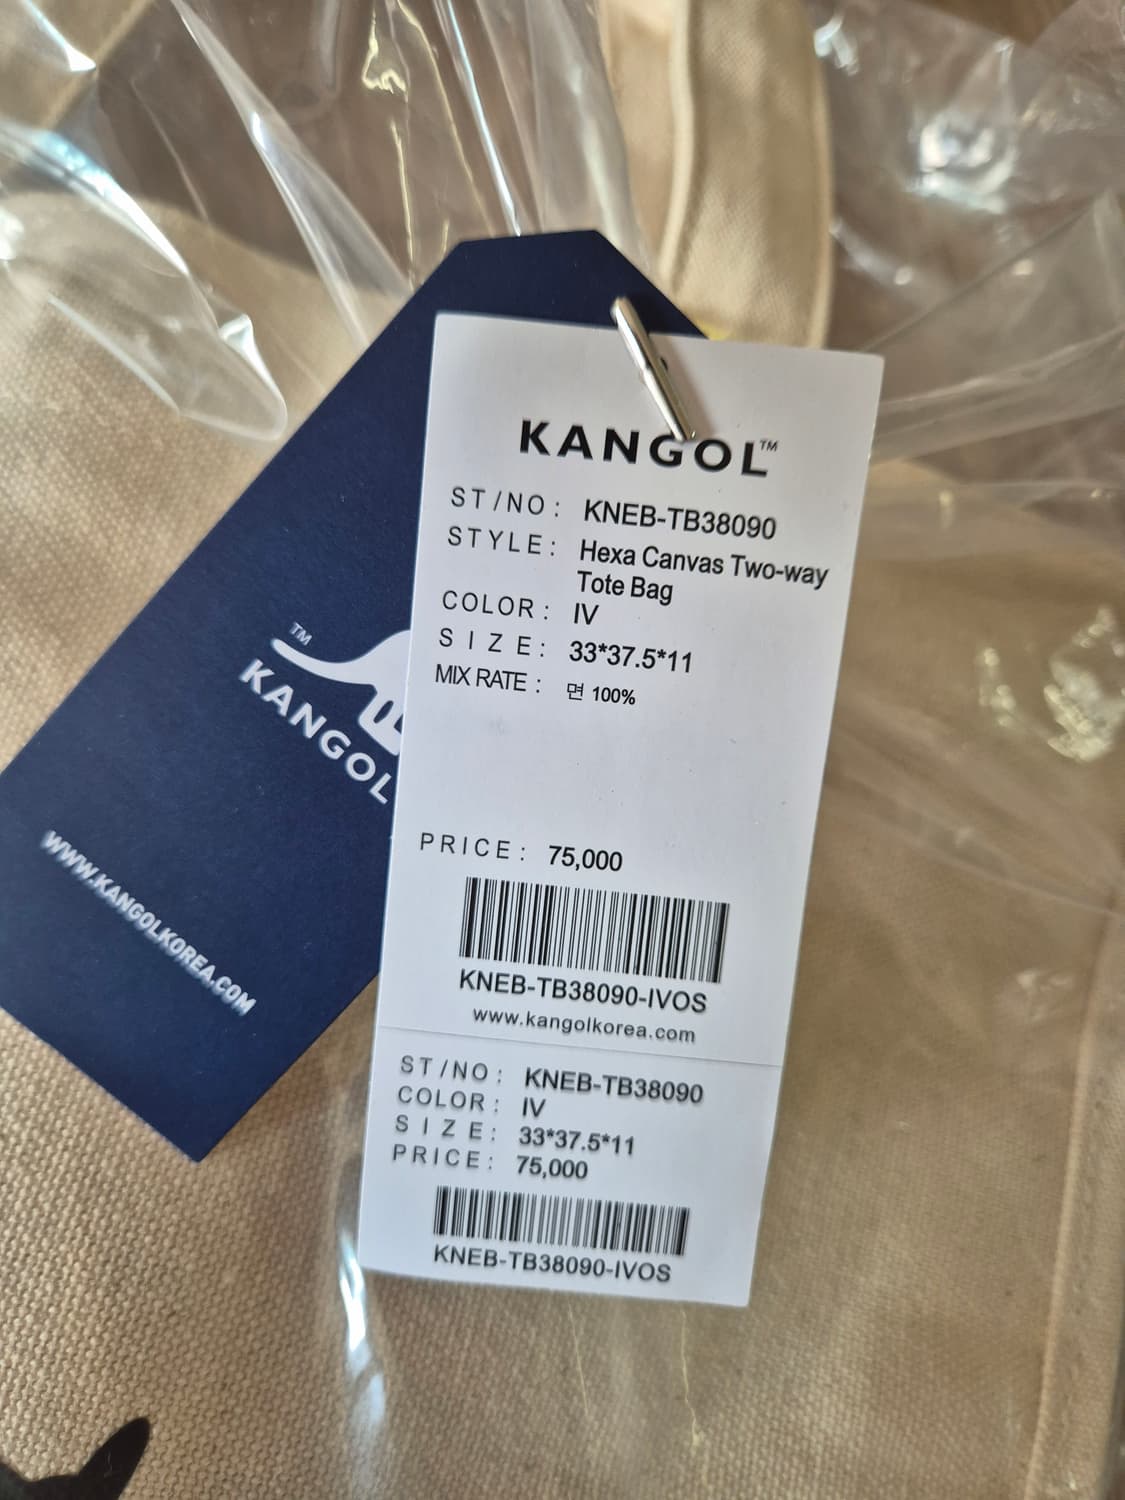 KANGOL™
ST/NO: KNEB-TB38090
STYLE: Hexa Canvas Two-way
Tote Bag
COLOR: IV
SIZE: 33*37.5*11
MIX RATE: 면 100%
PRICE: 75,000
KNEB-TB38090-IVOS
www.kangolkorea.com
ST/NO: KNEB-TB38090
COLOR: IV
SIZE: 33*37.5*11
PRICE: 75,000
KNEB-TB38090-IVOS
TM
KANGOL
WWW.KANGOLKOREA.COM